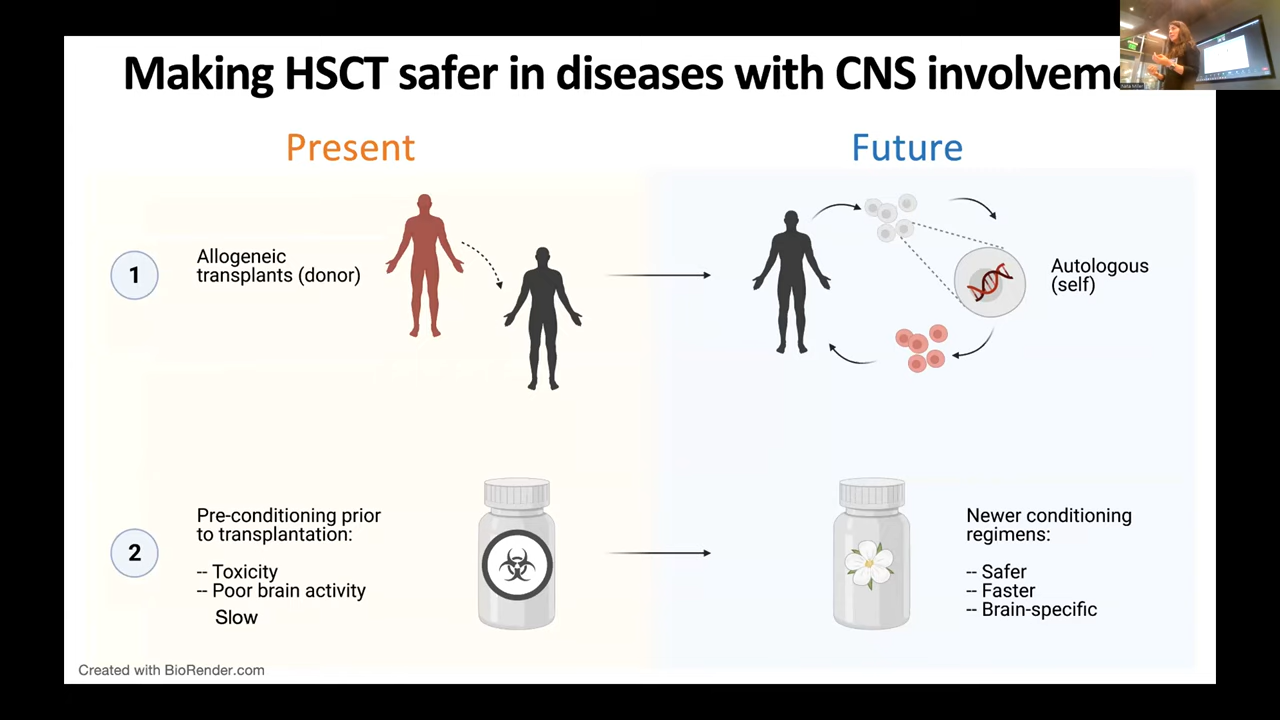 Making HSCT safer in diseases with CNS involveme
Present
Future
1
Allogeneic
transplants (donor)
Autologous
(self)
2
Pre-conditioning prior
to transplantation:
-- Toxicity
-- Poor brain activity
Slow
Newer conditioning
regimens:
-- Safer
-- Faster
-- Brain-specific
Created with BioRender.com